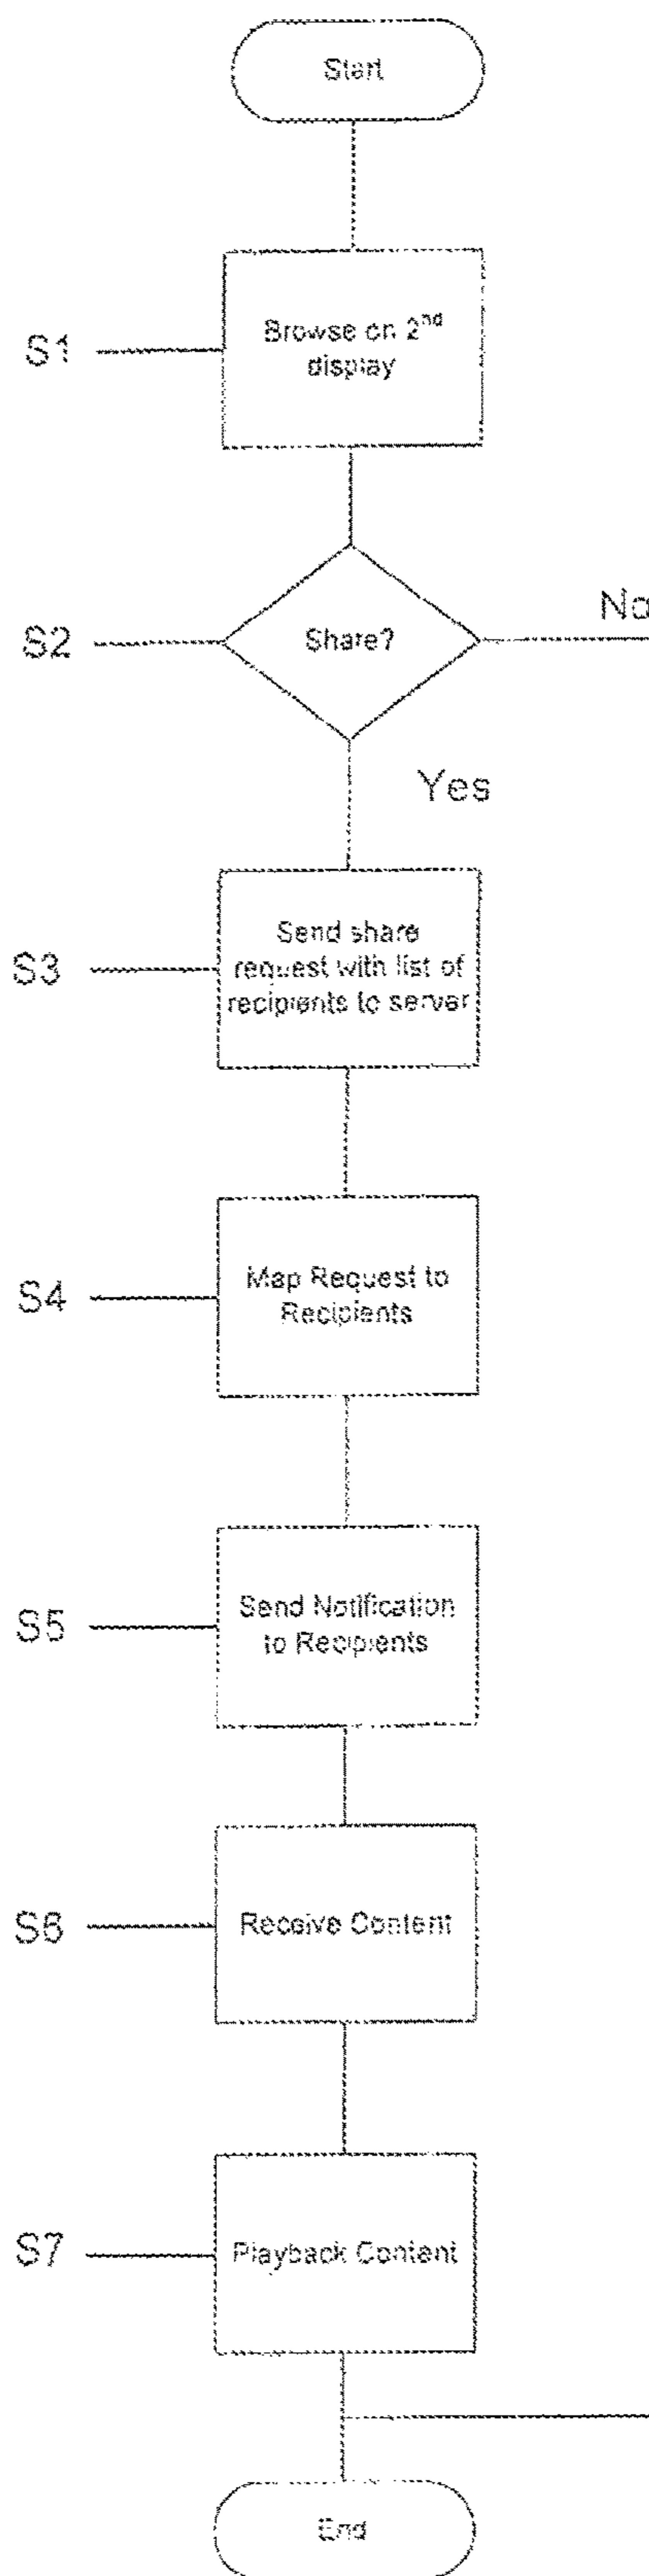 Start
S1
Browse on 2nd
display
S2
Share?
No
Yes
S3
Send share
request with list of
recipients to server
S4
Map Request to
Recipients
S5
Send Notification
to Recipients
S6
Receive Content
S7
Playback Content
End